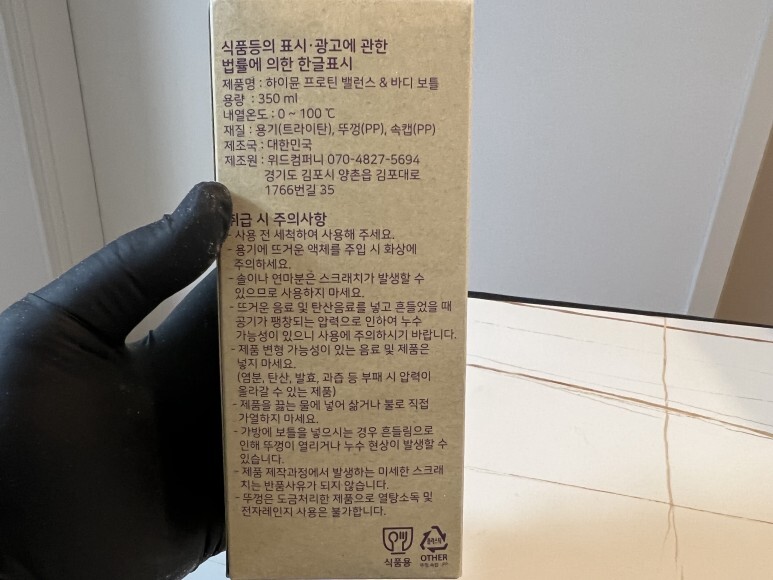 식품등의 표시·광고에 관한
법률에 의한 한글표시
제품명 : 하이뮨 프로틴 밸런스 & 바디 보틀
용량 : 350 ml
내열온도 : 0 ~ 100 ℃
재질 : 용기(트라이탄), 뚜껑(PP), 속캡(PP)
제조국 : 대한민국
제조원 : 위드컴퍼니 070-4827-5694
경기도 김포시 양촌읍 김포대로
1766번길 35
취급 시 주의사항
- 사용 전 세척하여 사용해 주세요.
- 용기에 뜨거운 액체를 주입 시 화상에
주의하세요.
- 솔이나 연마분은 스크래치가 발생할 수
있으므로 사용하지 마세요.
- 뜨거운 음료 및 탄산음료를 넣고 흔들었을 때
공기가 팽창되는 압력으로 인하여 누수
가능성이 있으니 사용에 주의하시기 바랍니다.
- 제품 변형 가능성이 있는 음료 및 제품은
넣지 마세요.
(염분, 탄산, 발효, 과즙 등 부패 시 압력이
올라갈 수 있는 제품)
- 제품을 끓는 물에 넣어 삶거나 불로 직접
가열하지 마세요.
- 가방에 보틀을 넣으시는 경우 흔들림으로
인해 뚜껑이 열리거나 누수 현상이 발생할 수
있습니다.
- 제품 제작과정에서 발생하는 미세한 스크래
치는 반품사유가 되지 않습니다.
- 뚜껑은 도금처리한 제품으로 열탕소독 및
전자레인지 사용은 불가합니다.
식품용
OTHER